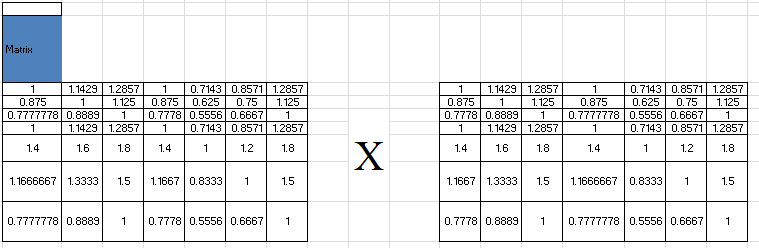 Matrix
1 1.1429 1.2857 1 0.7143 0.8571 1.2857 1 1.1429 1.2857 1 0.7143 0.8571 1.2857
0.875 1 1.125 0.875 0.625 0.75 1.125 0.875 1 1.125 0.875 0.625 0.75 1.125
0.7777778 0.8889 1 0.7778 0.5556 0.6667 1 0.7778 0.8889 1 0.7777778 0.5556 0.6667 1
1 1.1429 1.2857 1 0.7143 0.8571 1.2857 1 1.1429 1.2857 1 0.7143 0.8571 1.2857
1.4 1.6 1.8 1.4 1 1.2 1.8 X 1.4 1.6 1.8 1.4 1 1.2 1.8
1.1666667 1.3333 1.5 1.1667 0.8333 1 1.5 1.1667 1.3333 1.5 1.1666667 0.8333 1 1.5
0.7777778 0.8889 1 0.7778 0.5556 0.6667 1 0.7778 0.8889 1 0.7777778 0.5556 0.6667 1